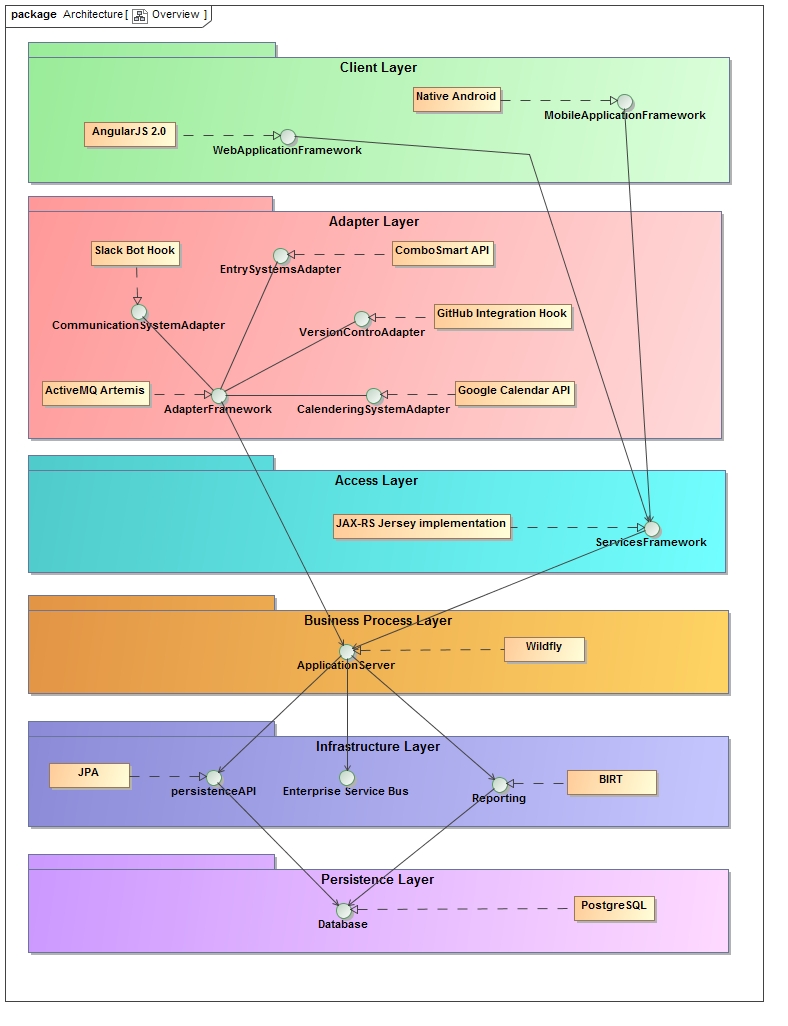 package Architecture [ Overview ]
Client Layer
Native Android
MobileApplicationFramework
AngularJS 2.0
WebApplicationFramework
Adapter Layer
Slack Bot Hook
ComboSmart API
EntrySystemsAdapter
GitHub Integration Hook
CommunicationSystemAdapter
VersionControAdapter
ActiveMQ Artemis
Google Calendar API
AdapterFramework
CalenderingSystemAdapter
Access Layer
JAX-RS Jersey implementation
ServicesFramework
Business Process Layer
Wildfly
ApplicationServer
Infrastructure Layer
JPA
BIRT
persistenceAPI
Enterprise Service Bus
Reporting
Persistence Layer
PostgreSQL
Database